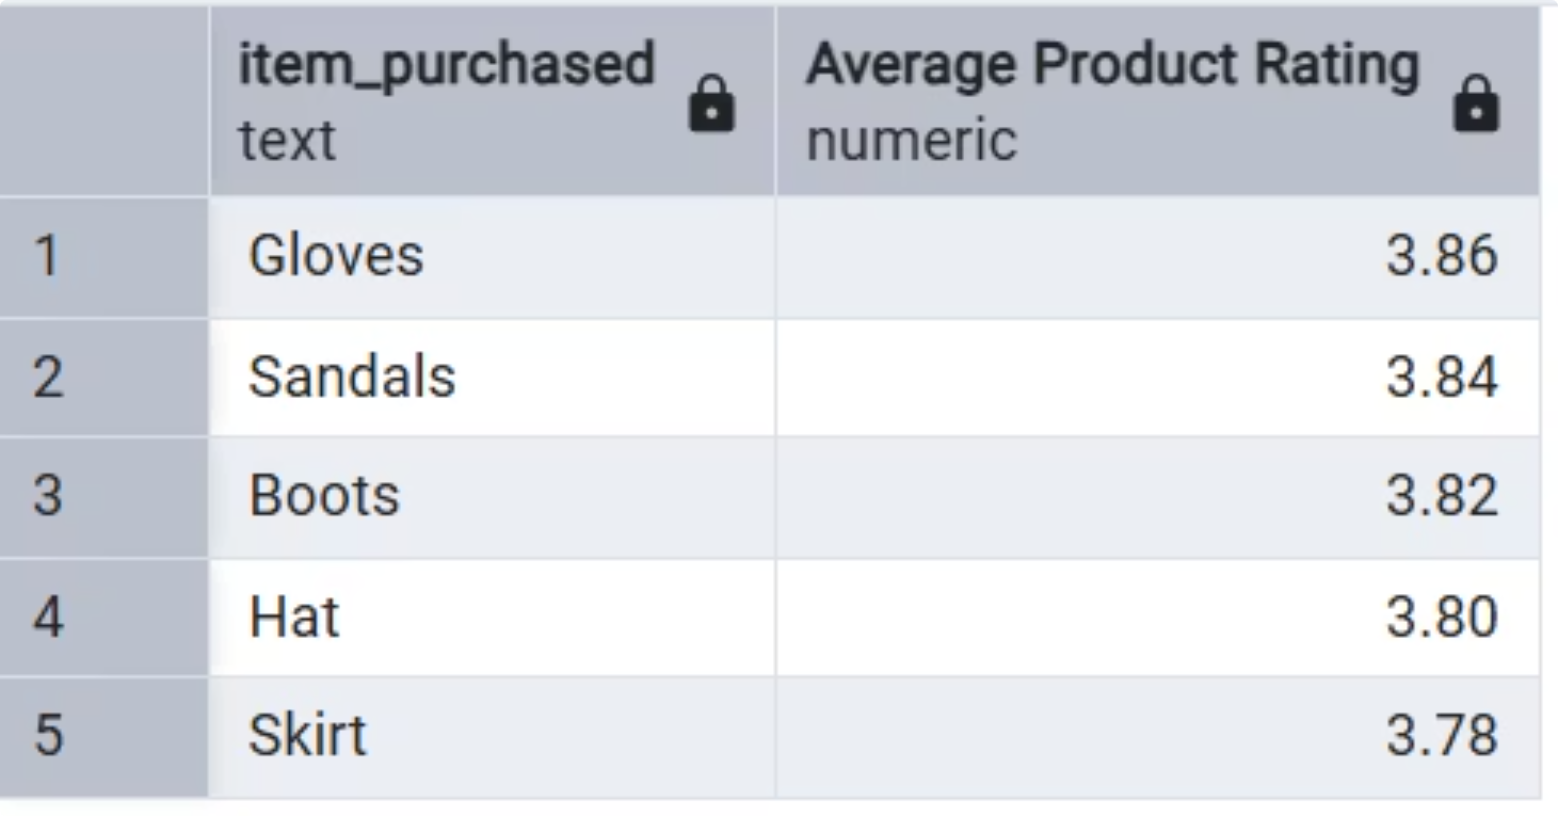 item_purchased Average Product Rating
text numeric
1 Gloves 3.86
2 Sandals 3.84
3 Boots 3.82
4 Hat 3.80
5 Skirt 3.78